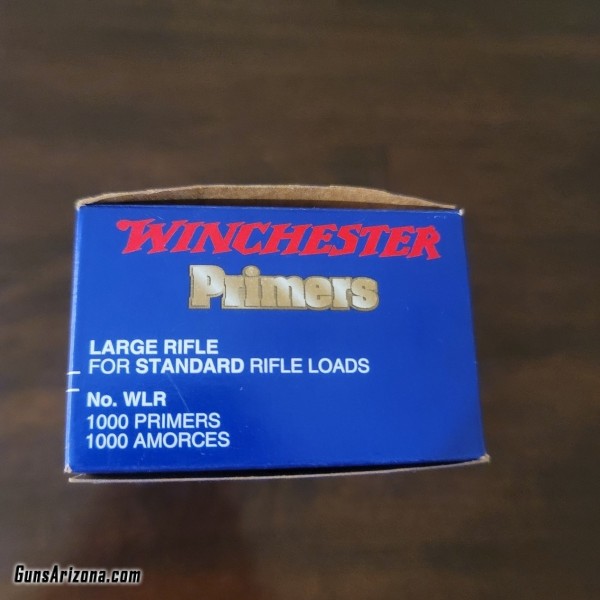 WINCHESTER
Primers
LARGE RIFLE
FOR STANDARD RIFLE LOADS
No. WLR
1000 PRIMERS
1000 AMORCES
GunsArizona.com